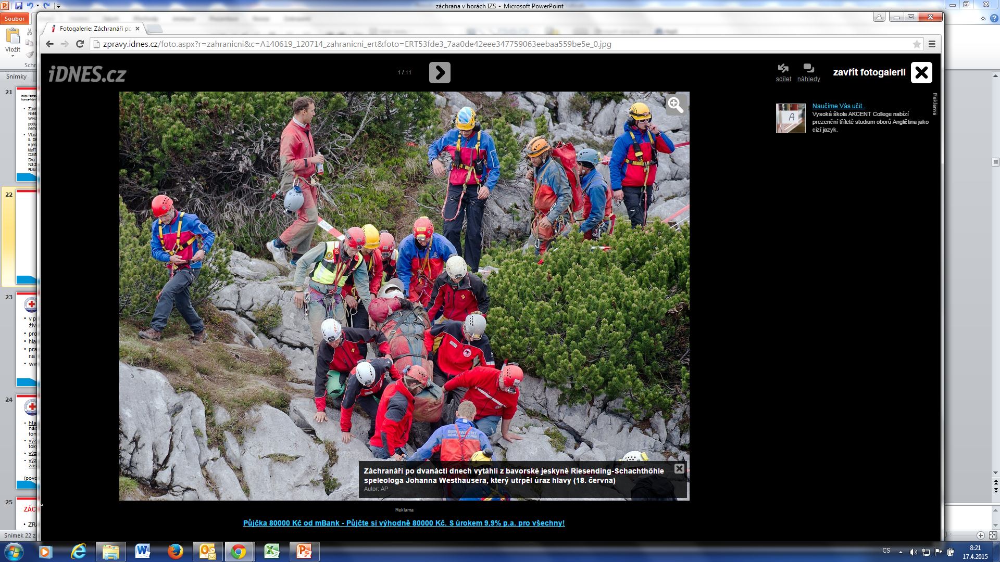 záchrana v horách IZS - Microsoft PowerPoint
Soubor
Vložit
Schr
Fotogalerie: Záchranáři po
zpravy.idnes.cz/foto.aspx?r=zahranicni&c=A140619_120714_zahranicni_ert&foto=ERT53fde3_7aa0de42eee347759063eebaa559be5e_0.jpg
iDNES.cz
1 / 11
sdílet
náhledy
zavřít fotogalerii
Reklama
Naučíme Vás učit..
Vysoká škola AKCENT College nabízí
prezenční tříleté studium oborů Angličtina jako
cizí jazyk.
A
Snímky
21
22
23
24
25
ZÁC
BERGWACHT
Záchranáři po dvanácti dnech vytáhli z bavorské jeskyně Riesending-Schachthöhle
speleologa Johanna Westhausera, který utrpěl úraz hlavy (18. června)
Autor: AP
Reklama
Půjčka 80000 Kč od mBank - Půjčte si výhodně 80000 Kč. S úrokem 9,9% p.a. pro všechny!
Snímek 22 z
CS
8:21
17.4.2015